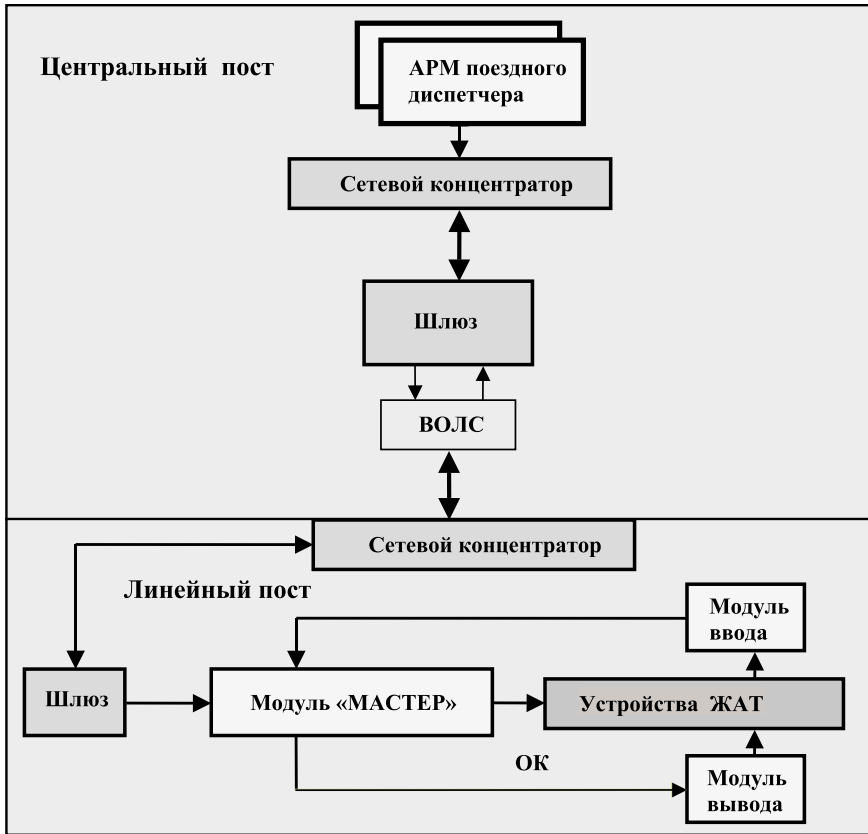 Центральный пост
АРМ поездного
диспетчера
Сетевой концентратор
Шлюз
ВОЛС
Сетевой концентратор
Линейный пост
Модуль
ввода
Шлюз
Модуль «МАСТЕР»
Устройства ЖАТ
ОК
Модуль
вывода